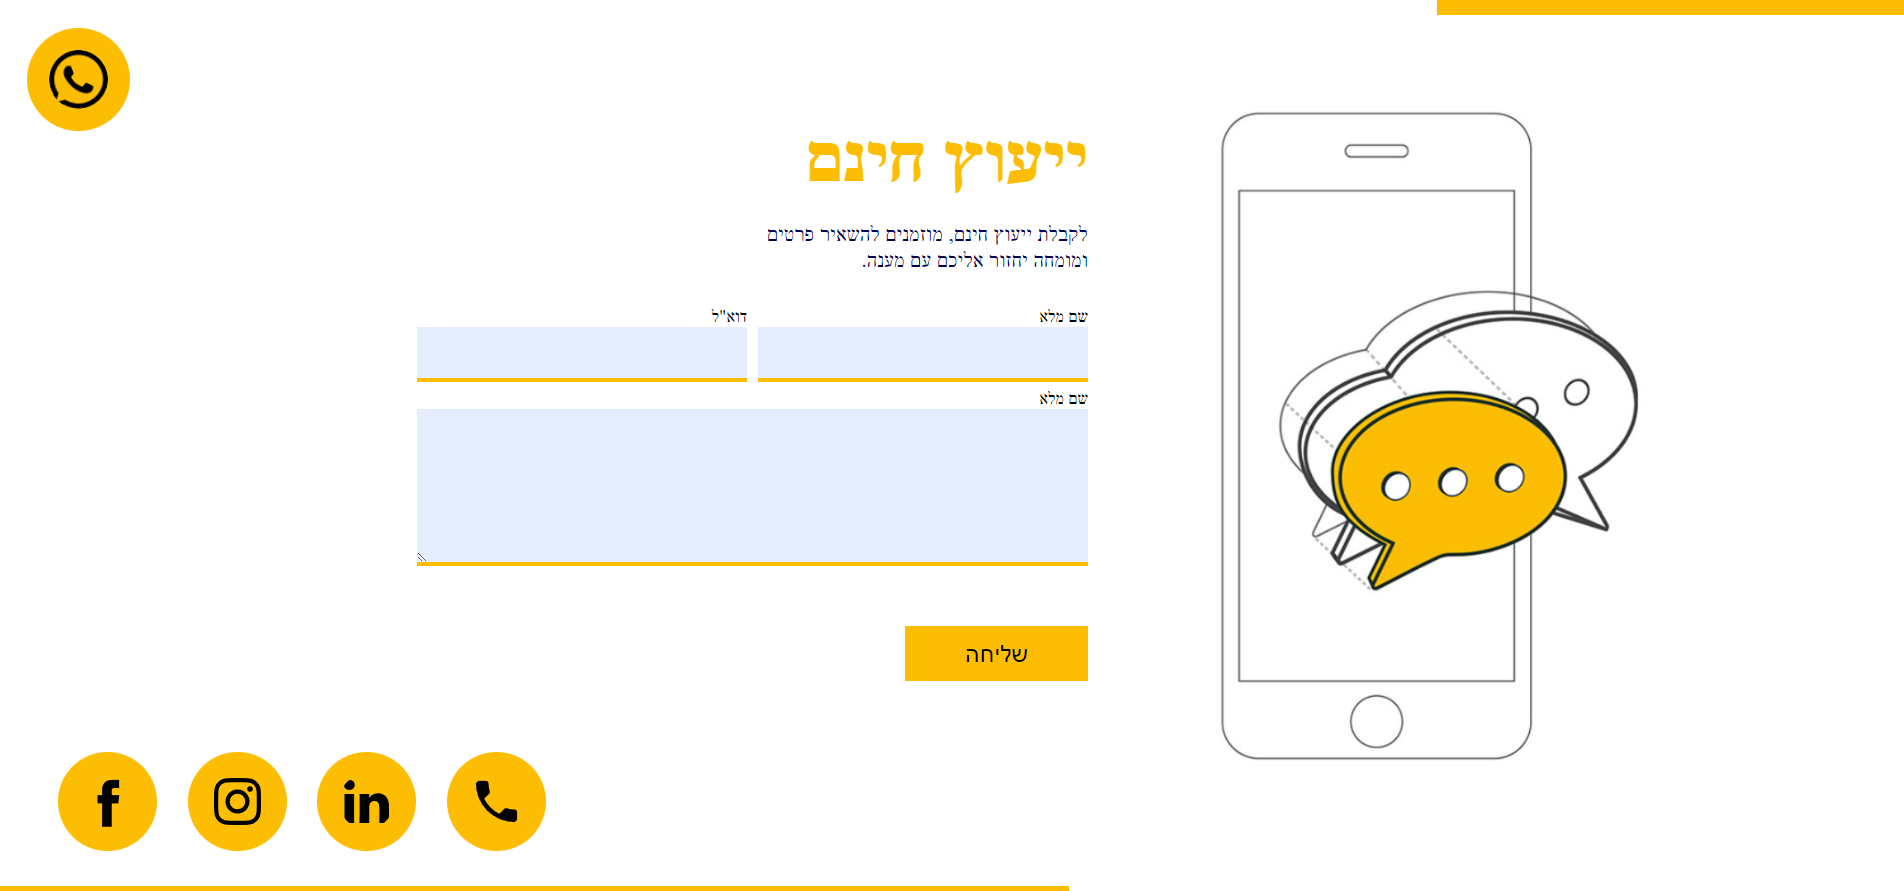 ייעוץ חינם
לקבלת ייעוץ חינם, מוזמנים להשאיר פרטים
ומומחה יחזור אליכם עם מענה.
שם מלא
דוא"ל
שם מלא
שליחה